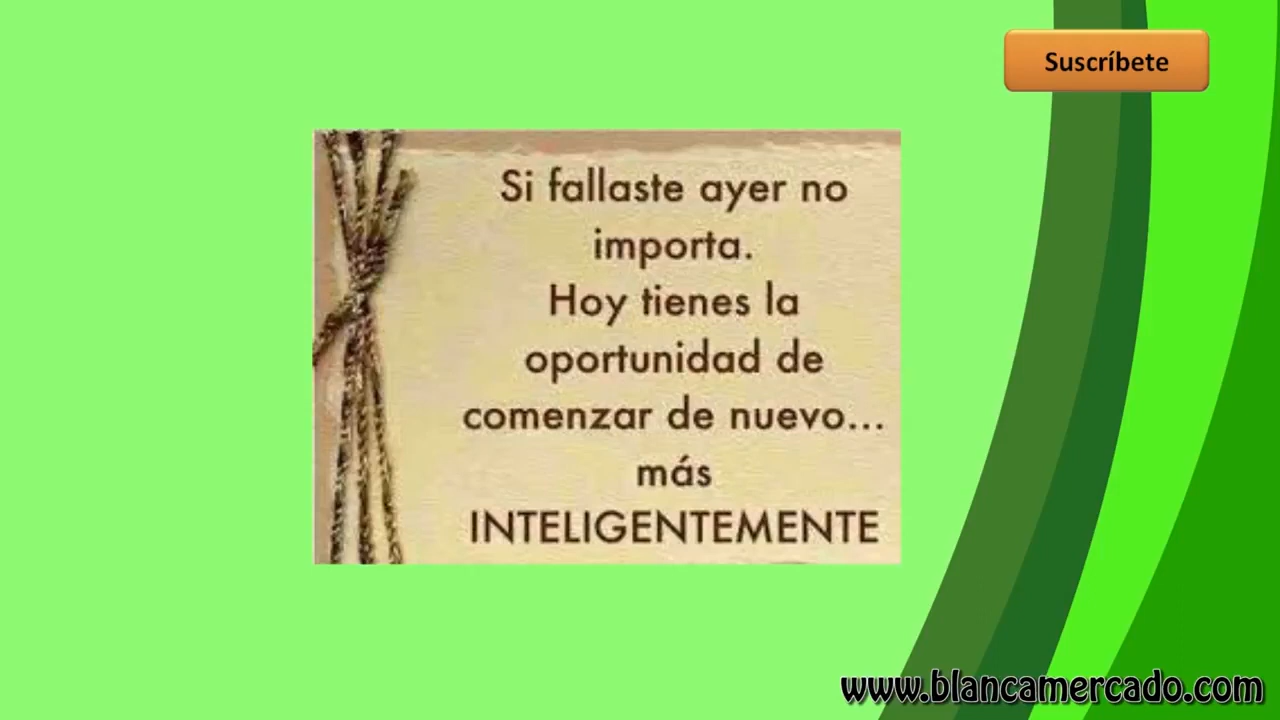 Suscríbete
Si fallaste ayer no
importa.
Hoy tienes la
oportunidad de
comenzar de nuevo...
más
INTELIGENTEMENTE
www.blancamercado.com